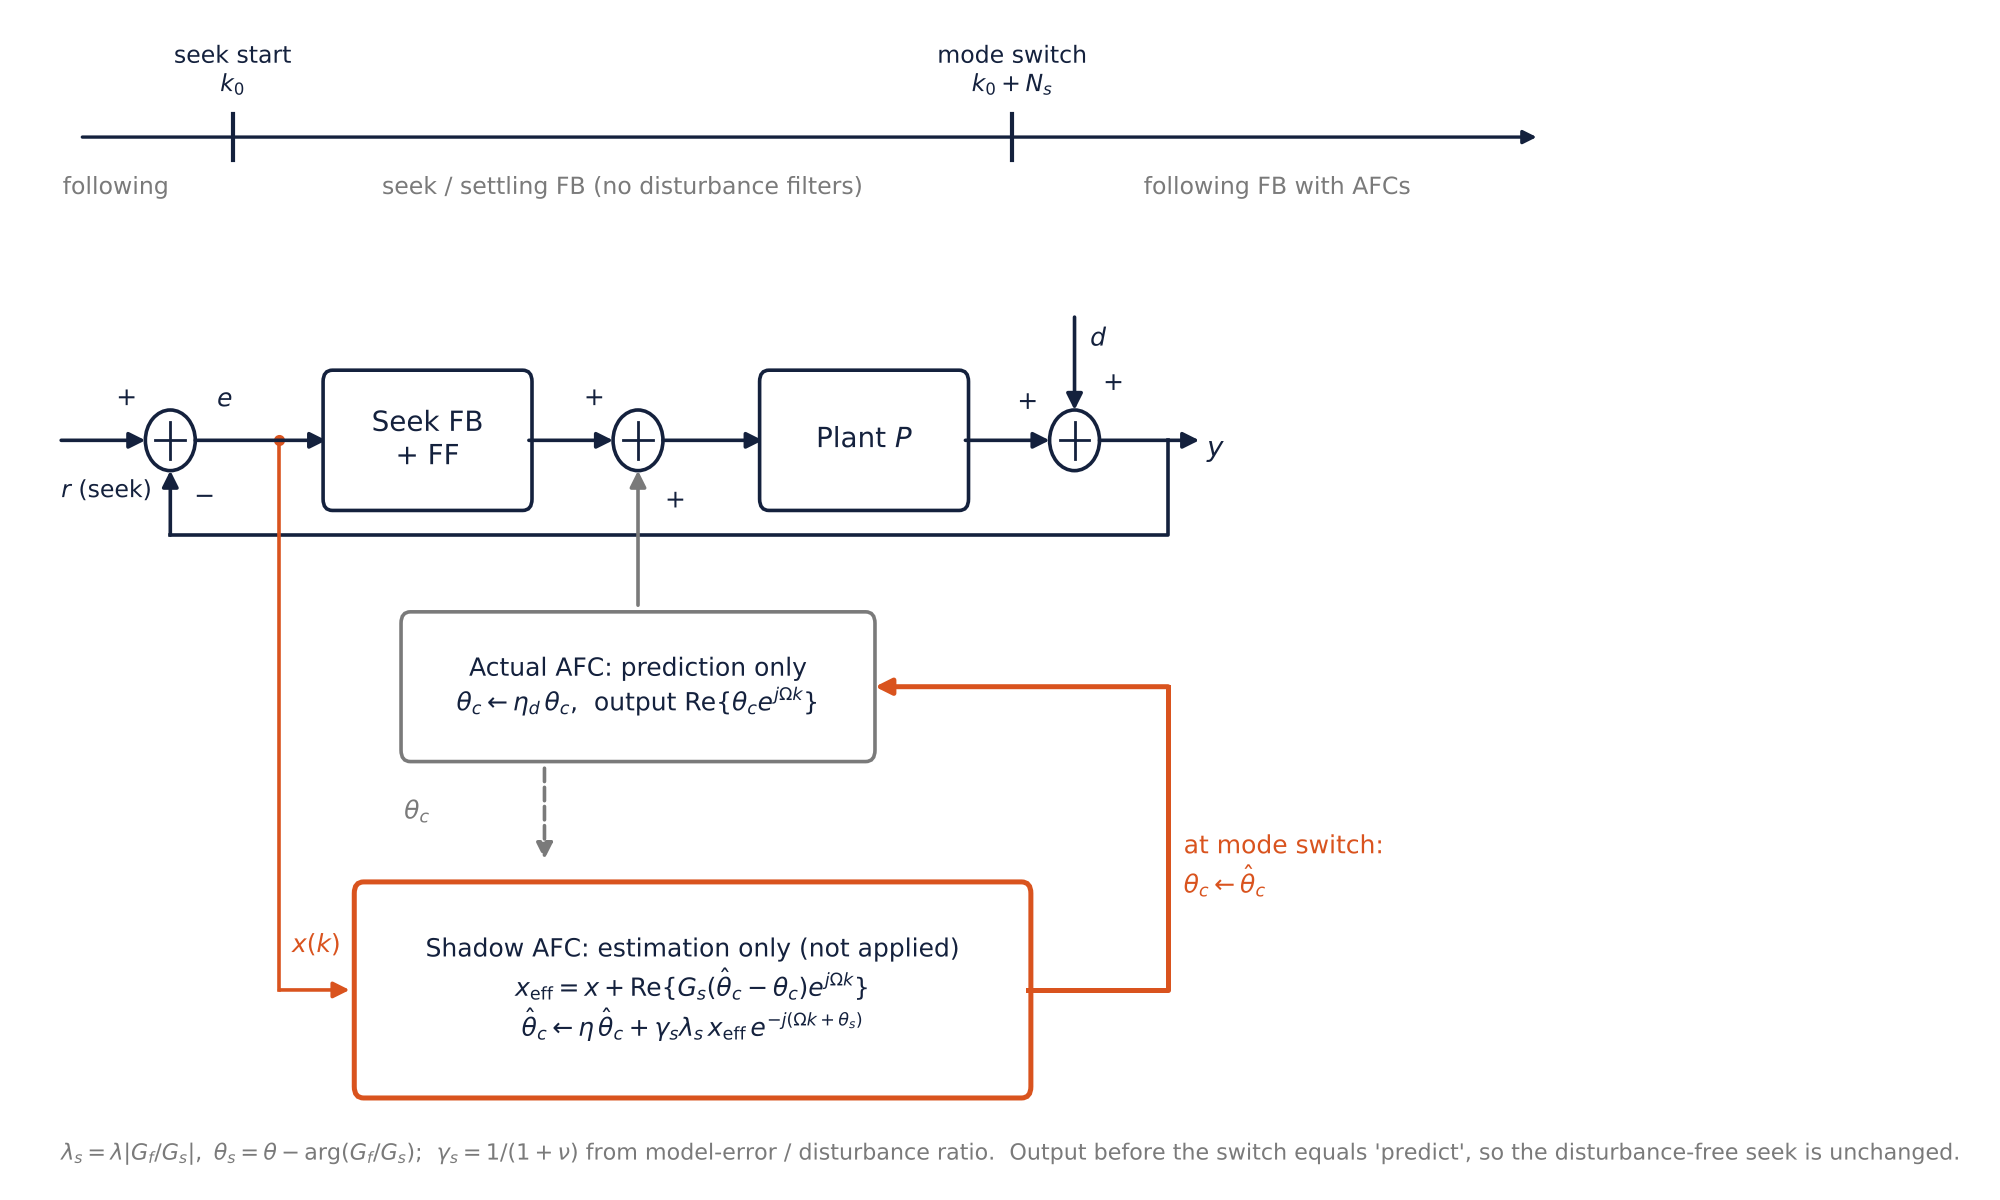 seek start
k₀
mode switch
k₀ + Nₛ
following
seek / settling FB (no disturbance filters)
following FB with AFCs
d
+
+
e
+
+
Seek FB
+ FF
Plant P
y
r (seek)
−
+
Actual AFC: prediction only
θ_c ← η_d θ_c, output Re{θ_c e^{jΩk}}
θ_c
at mode switch:
θ_c ← θ̂_c
x(k)
Shadow AFC: estimation only (not applied)
x_eff = x + Re{G_s(θ̂_c − θ_c)e^{jΩk}}
θ̂_c ← η θ̂_c + γ_s λ_s x_eff e^{−j(Ωk + θ_s)}
λ_s = λ|G_f/G_s|, θ_s = θ − arg(G_f/G_s); γ_s = 1/(1 + ν) from model-error / disturbance ratio. Output before the switch equals 'predict', so the disturbance-free seek is unchanged.